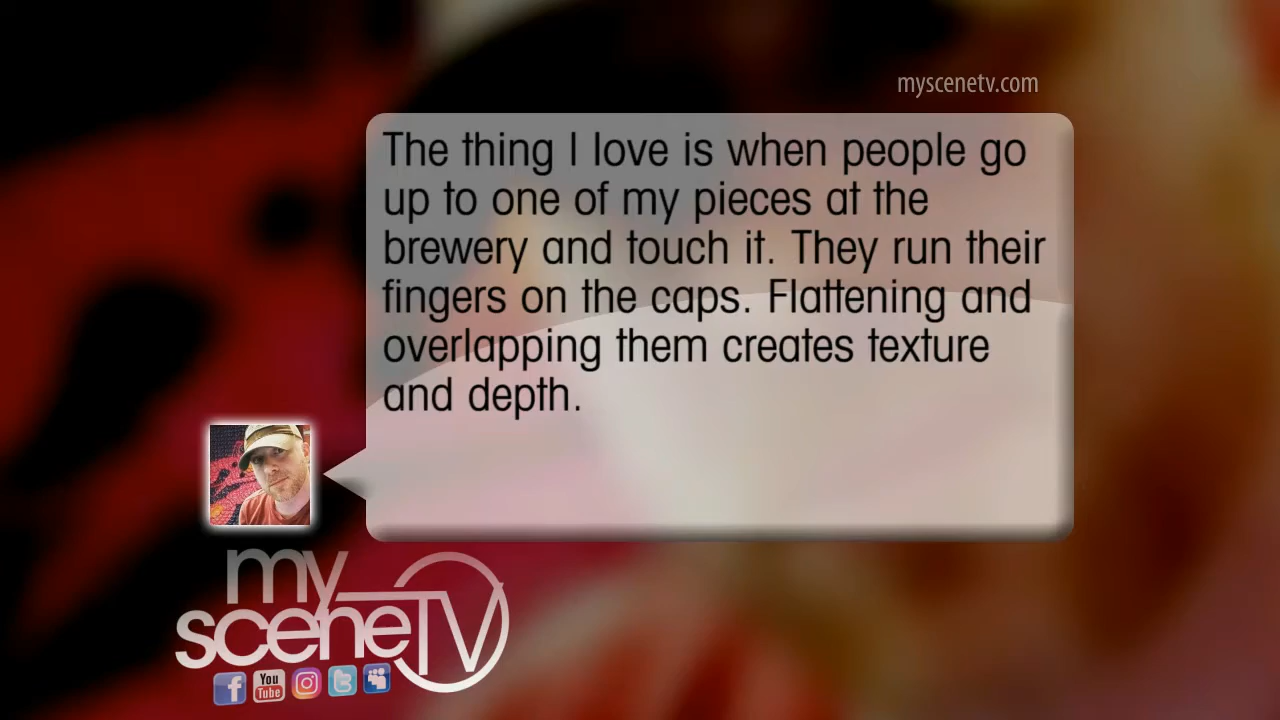 myscenetv.com
The thing I love is when people go
up to one of my pieces at the
brewery and touch it. They run their
fingers on the caps. Flattening and
overlapping them creates texture
and depth.
my
sceneTV
f
You
Tube
t